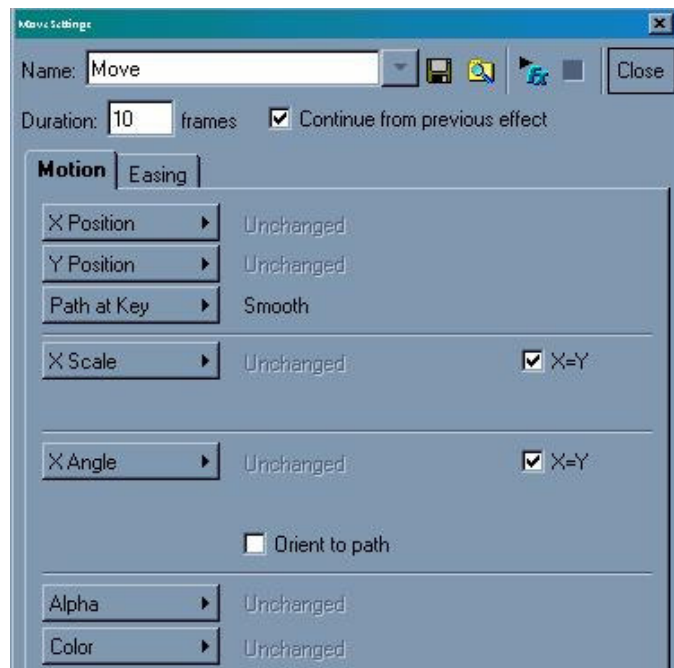 Move Settings
Name: Move Close
Duration: 10 frames Continue from previous effect
Motion Easing
X Position Unchanged
Y Position Unchanged
Path at Key Smooth
X Scale Unchanged X=Y
X Angle Unchanged X=Y
Orient to path
Alpha Unchanged
Color Unchanged